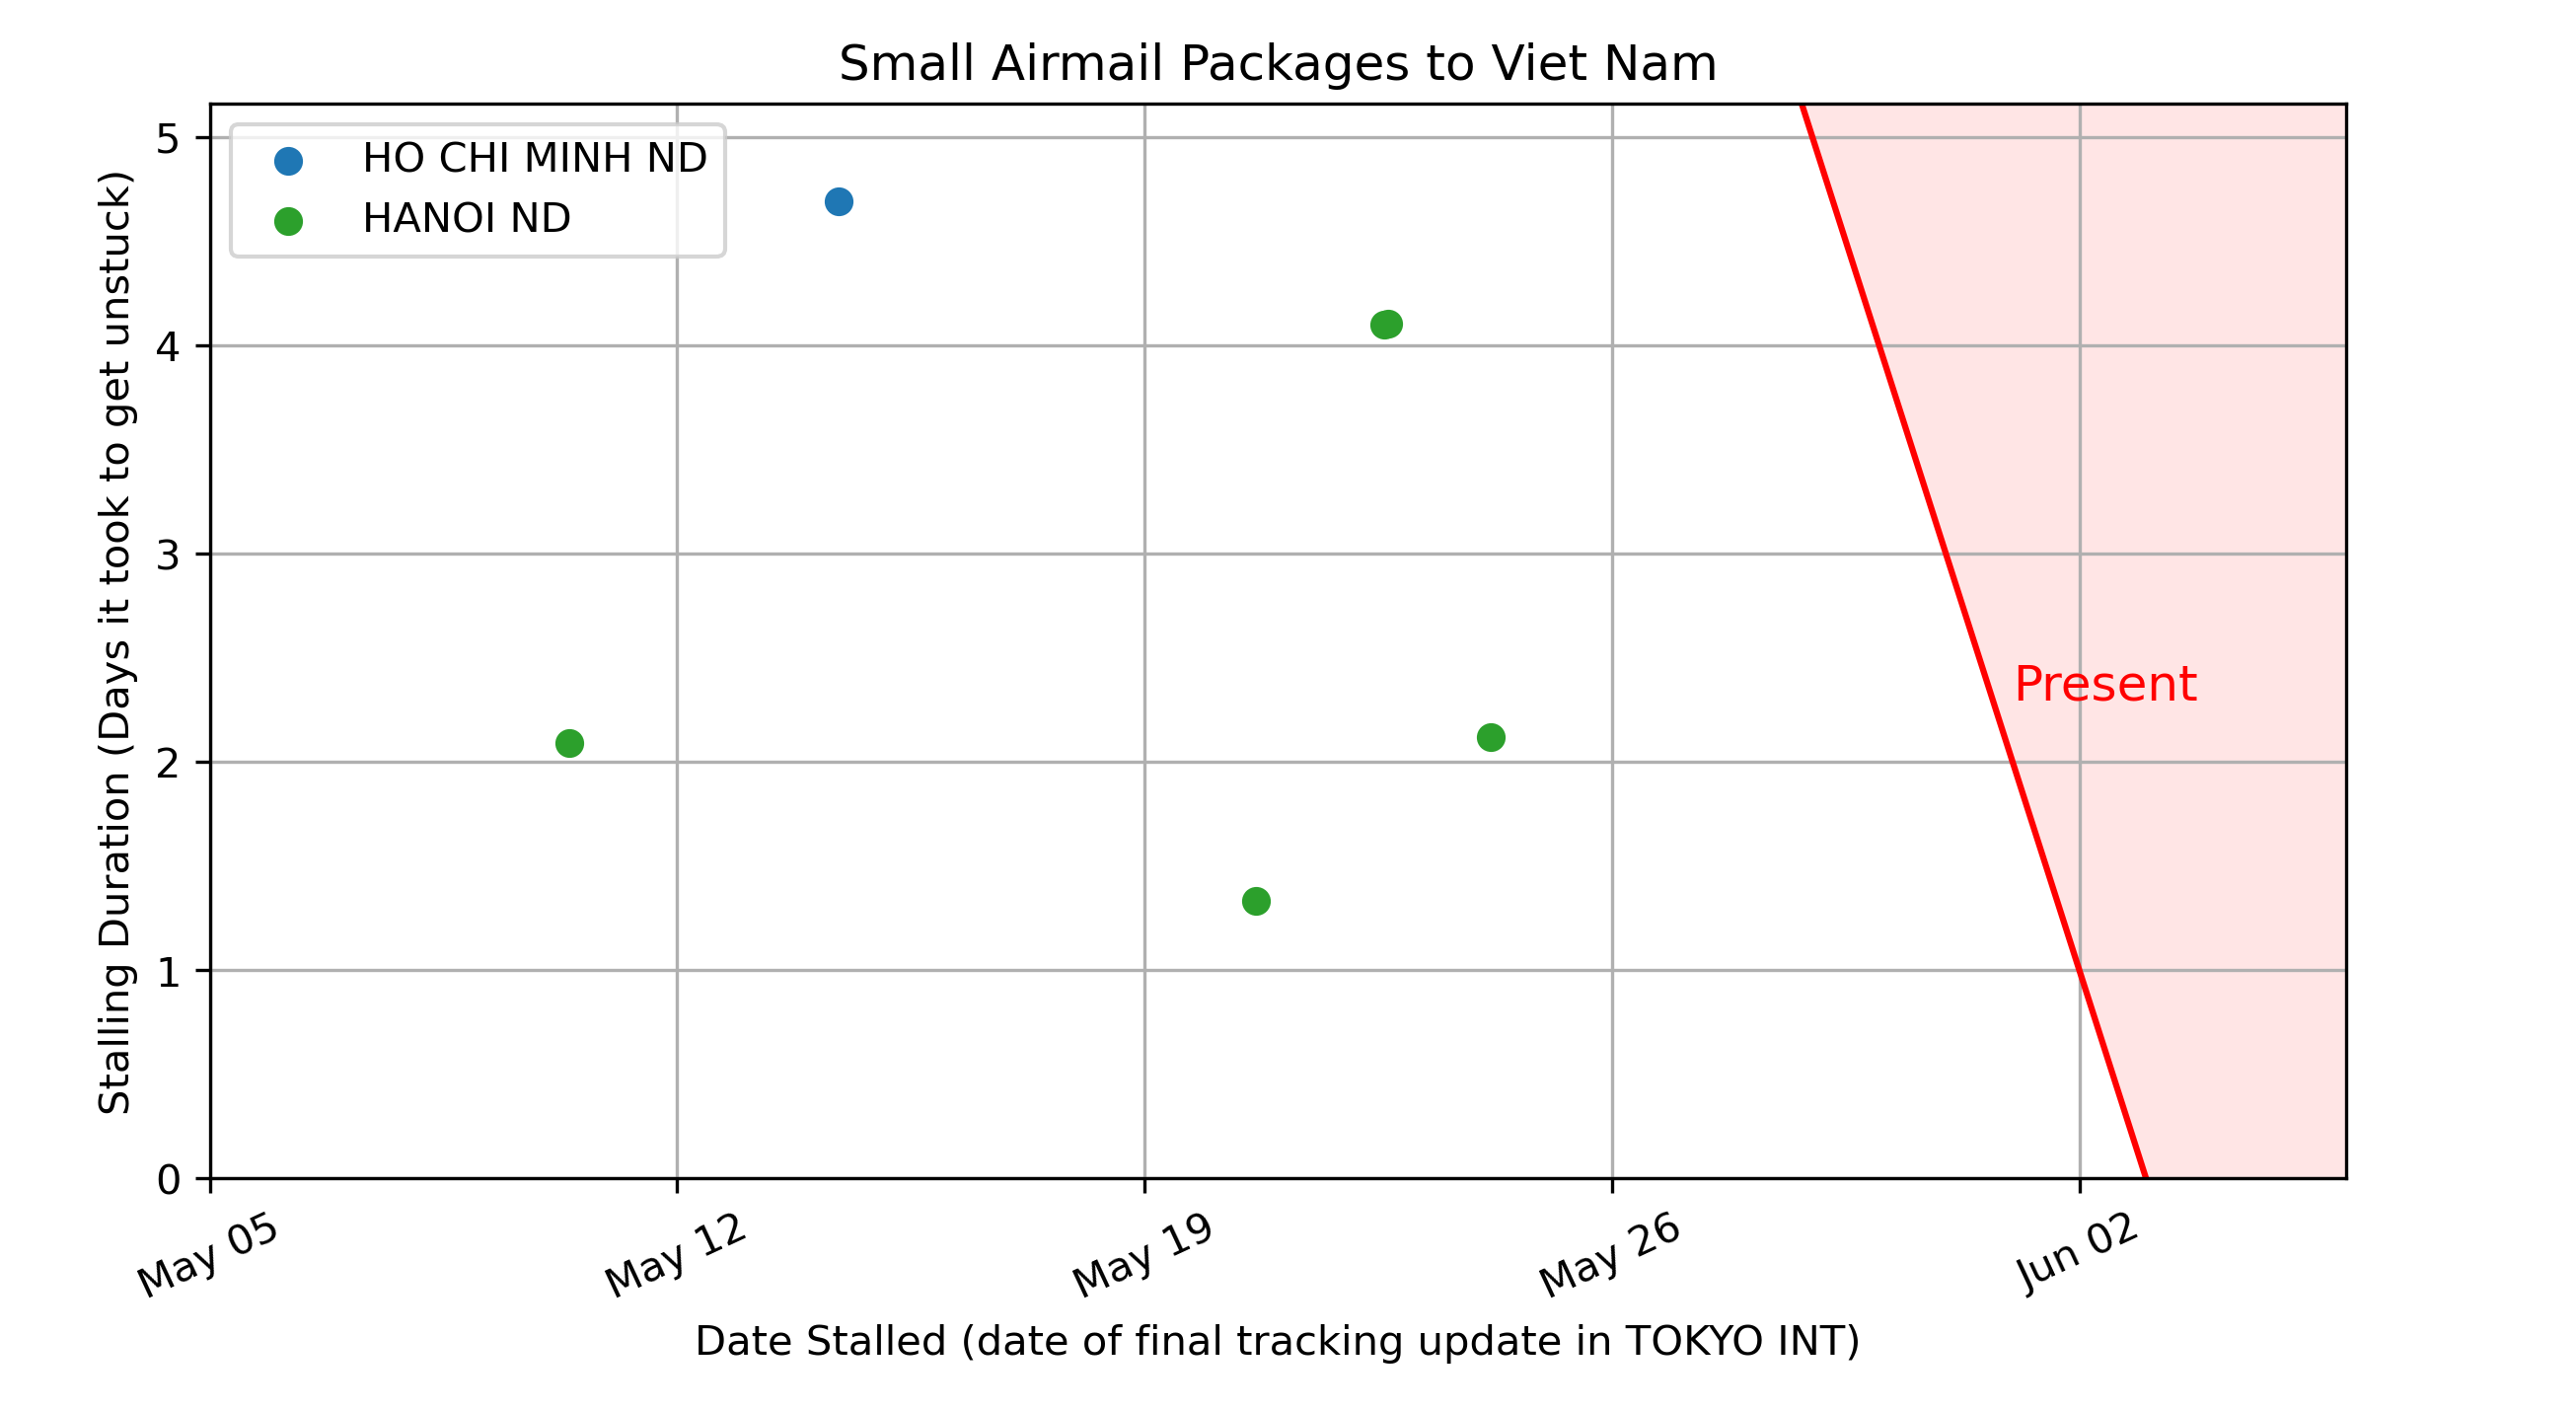 Small Airmail Packages to Viet Nam
HO CHI MINH ND
HANOI ND
Stalling Duration (Days it took to get unstuck)
5
4
3
2
1
0
Present
May 05
May 12
May 19
May 26
Jun 02
Date Stalled (date of final tracking update in TOKYO INT)